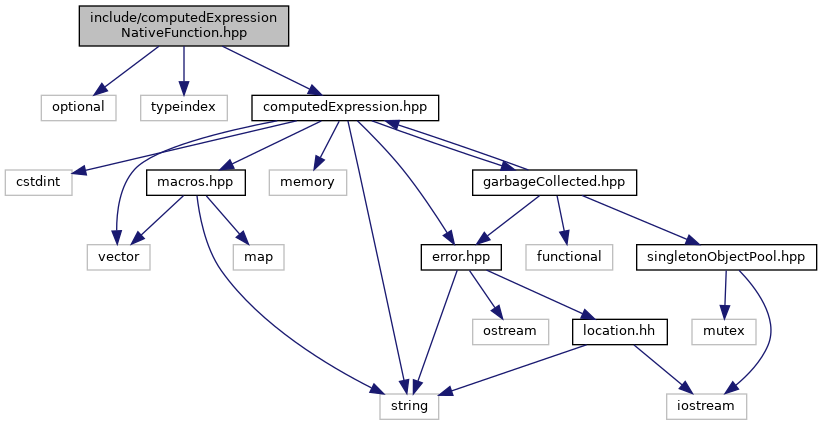 include/computedExpression
NativeFunction.hpp
optional
typeindex
computedExpression.hpp
cstdint
macros.hpp
memory
garbageCollected.hpp
vector
map
error.hpp
functional
singletonObjectPool.hpp
ostream
location.hh
mutex
string
iostream